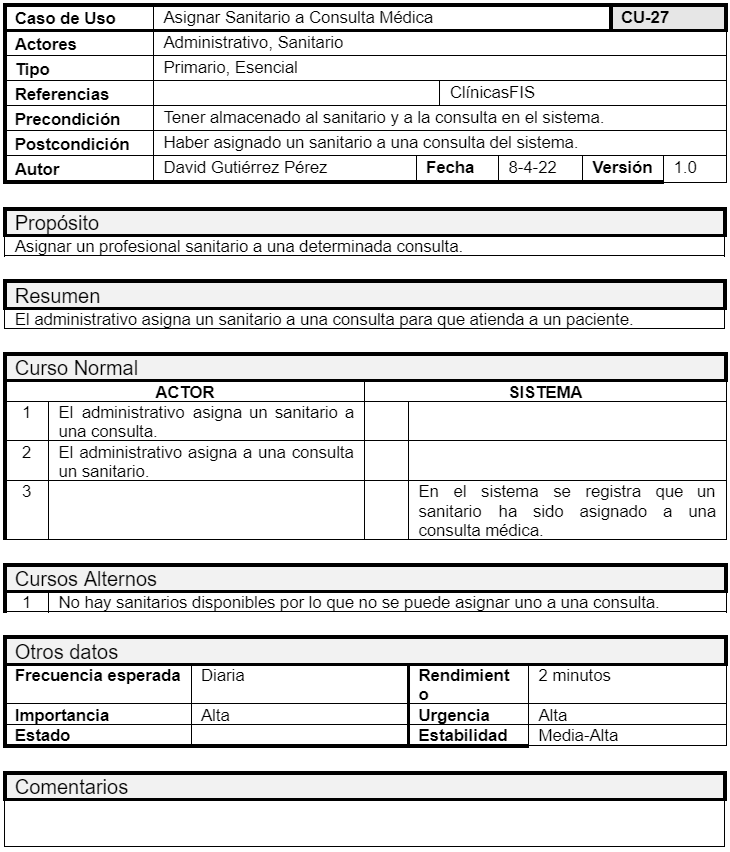 Caso de Uso Asignar Sanitario a Consulta Médica CU-27
Actores Administrativo, Sanitario
Tipo Primario, Esencial
Referencias ClínicasFIS
Precondición Tener almacenado al sanitario y a la consulta en el sistema.
Postcondición Haber asignado un sanitario a una consulta del sistema.
Autor David Gutiérrez Pérez Fecha 8-4-22 Versión 1.0
Propósito
Asignar un profesional sanitario a una determinada consulta.
Resumen
El administrativo asigna un sanitario a una consulta para que atienda a un paciente.
Curso Normal
ACTOR SISTEMA
1 El administrativo asigna un sanitario a
una consulta.
2 El administrativo asigna a una consulta
un sanitario.
3 En el sistema se registra que un
sanitario ha sido asignado a una
consulta médica.
Cursos Alternos
1 No hay sanitarios disponibles por lo que no se puede asignar uno a una consulta.
Otros datos
Frecuencia esperada Diaria Rendimient 2 minutos
o
Importancia Alta Urgencia Alta
Estado Estabilidad Media-Alta
Comentarios